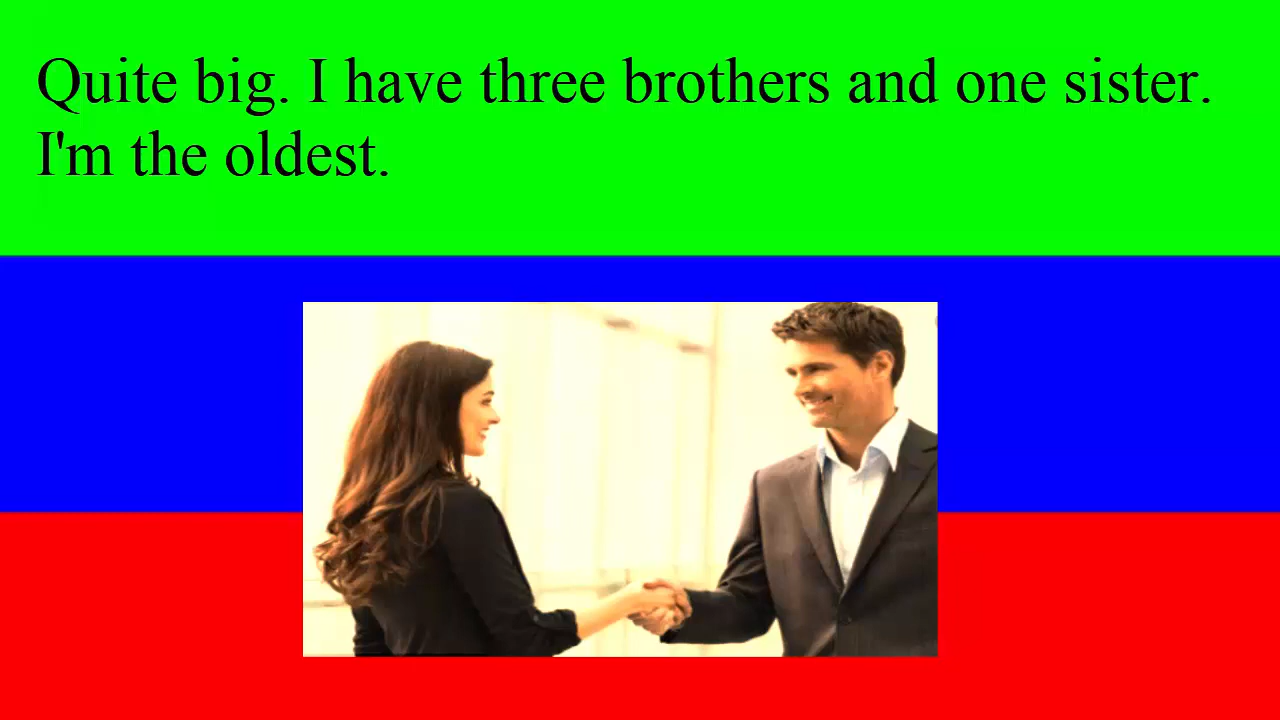 Quite big. I have three brothers and one sister.
I'm the oldest.